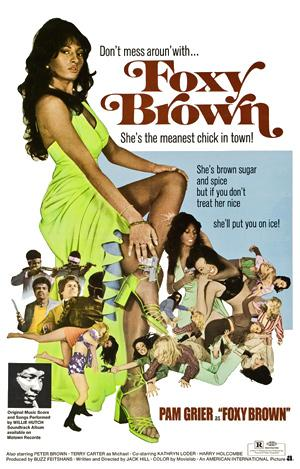 Don't mess aroun' with...
Foxy
Brown
She's the meanest chick in town!
She's brown sugar
and spice
but if you don't
treat her nice
she'll put you on ice!
Original Music Score
and Songs Performed
by WILLIE HUTCH
Soundtrack Album
available on
Motown Records
PAM GRIER as "FOXY BROWN"
R
Also starring PETER BROWN · TERRY CARTER as Michael · Co-starring KATHRYN LODER · HARRY HOLCOMBE
Produced by BUZZ FEITSHANS · Written and Directed by JACK HILL · COLOR by Movielab · An AMERICAN INTERNATIONAL Picture